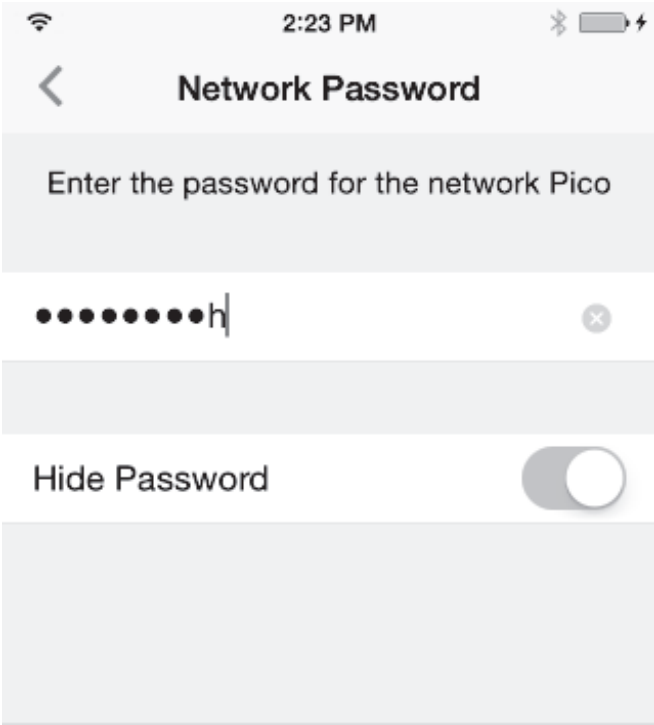 2:23 PM
Network Password
Enter the password for the network Pico
●●●●●●●●h
Hide Password